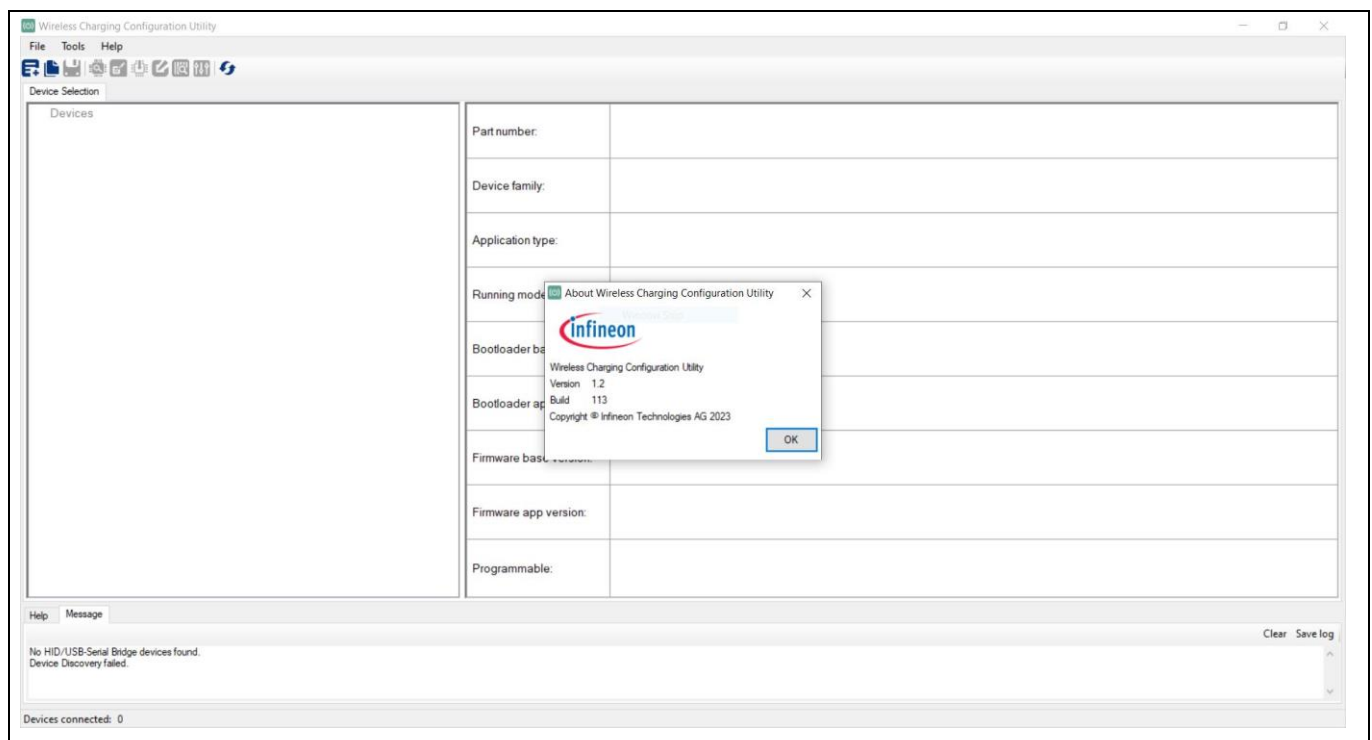 Wireless Charging Configuration Utility
File Tools Help
Device Selection
Devices
Part number:
Device family:
Application type:
Running mode
About Wireless Charging Configuration Utility
infineon
Wireless Charging Configuration Utility
Version 1.2
Build 113
Copyright © Infineon Technologies AG 2023
OK
Bootloader ba
Bootloader ap
Firmware base version:
Firmware app version:
Programmable:
Help Message
Clear Save log
No HID/USB-Serial Bridge devices found.
Device Discovery failed.
Devices connected: 0